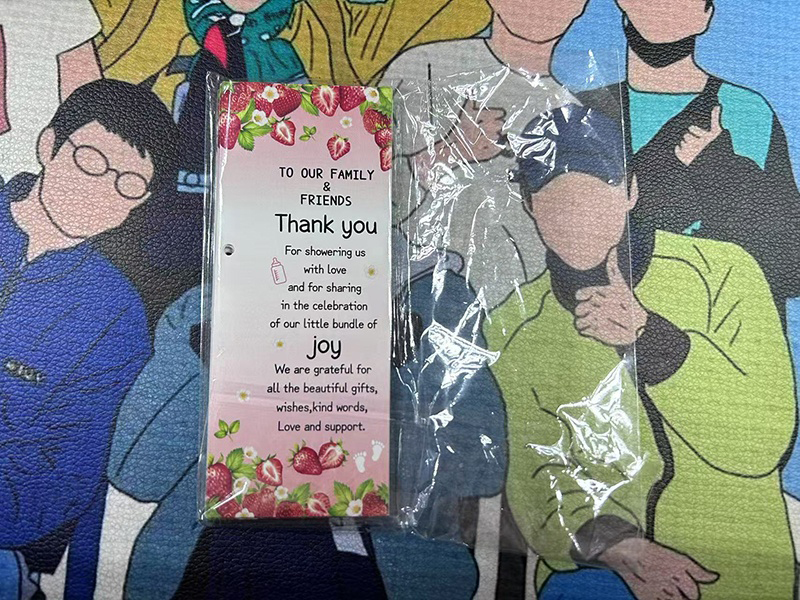 TO OUR FAMILY
&
FRIENDS
Thank you
For showering us
with love
and for sharing
in the celebration
of our little bundle of
joy
We are grateful for
all the beautiful gifts,
wishes,kind words,
Love and support.